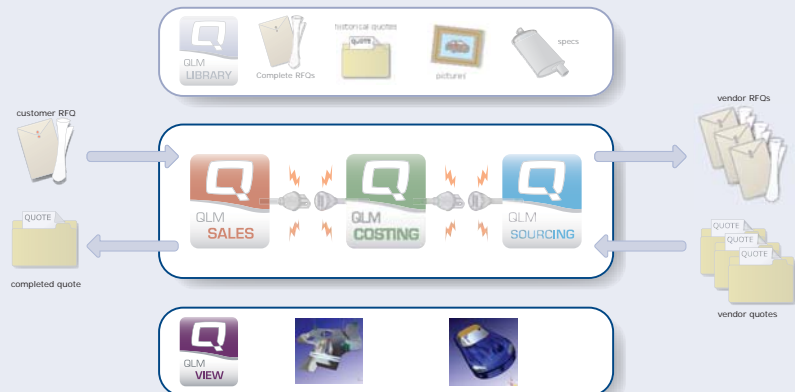 QLM
LIBRARY
Complete RFQs
historical quotes
QUOTE
pictures
specs
customer RFQ
vendor RFQs
QLM
SALES
QLM
COSTING
QLM
SOURCING
QUOTE
completed quote
QUOTE
QUOTE
QUOTE
vendor quotes
QLM
VIEW